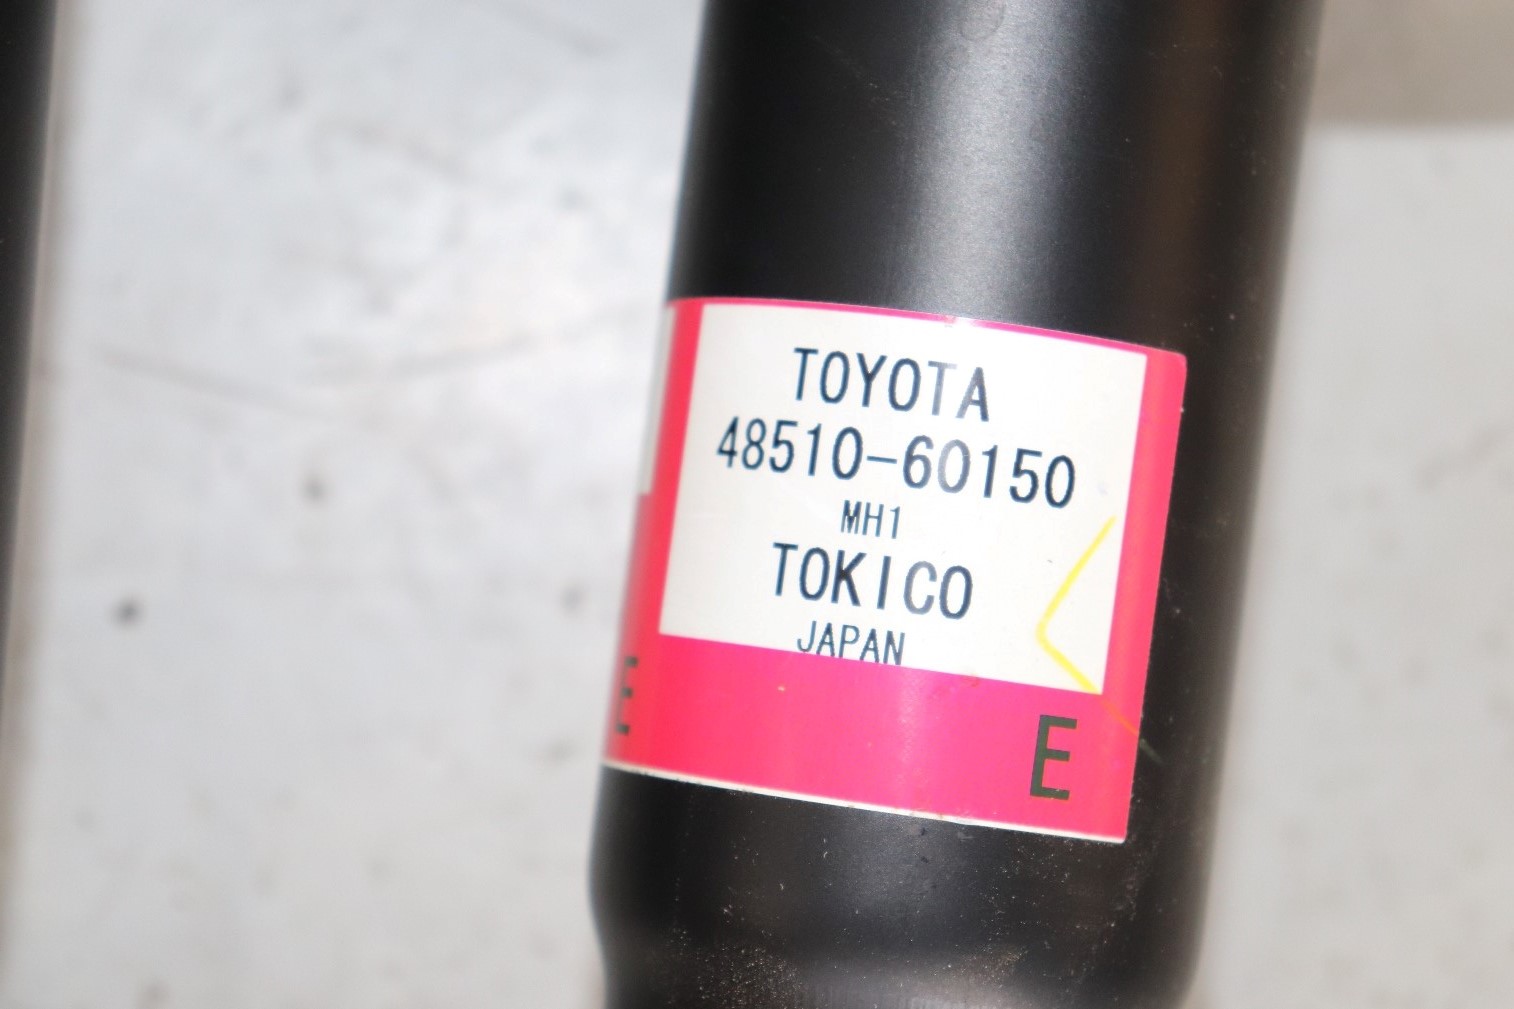 TOYOTA
48510-60150
MH1
TOKICO
JAPAN
E
E